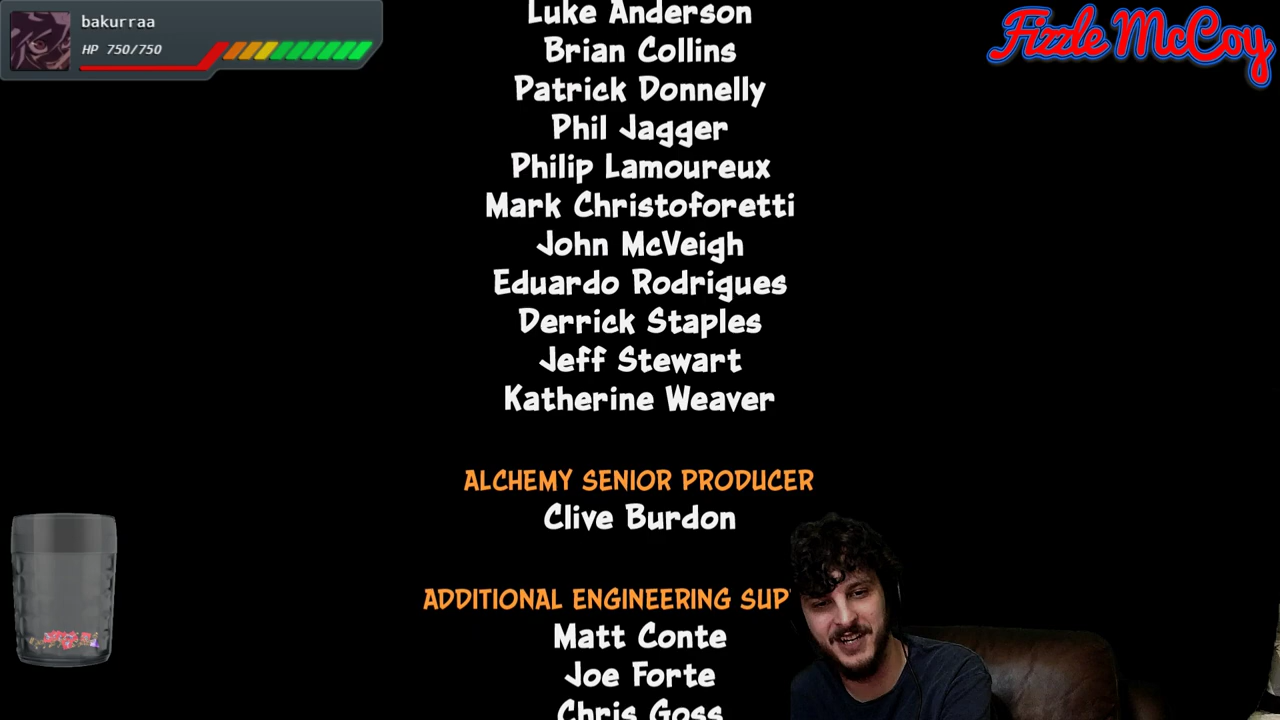 bakurraa
HP 750/750
Fizzle McCoy
Luke Anderson
Brian Collins
Patrick Donnelly
Phil Jagger
Philip Lamoureux
Mark Christoforetti
John McVeigh
Eduardo Rodrigues
Derrick Staples
Jeff Stewart
Katherine Weaver
ALCHEMY SENIOR PRODUCER
Clive Burdon
ADDITIONAL ENGINEERING SUP
Matt Conte
Joe Forte
Chris Goss